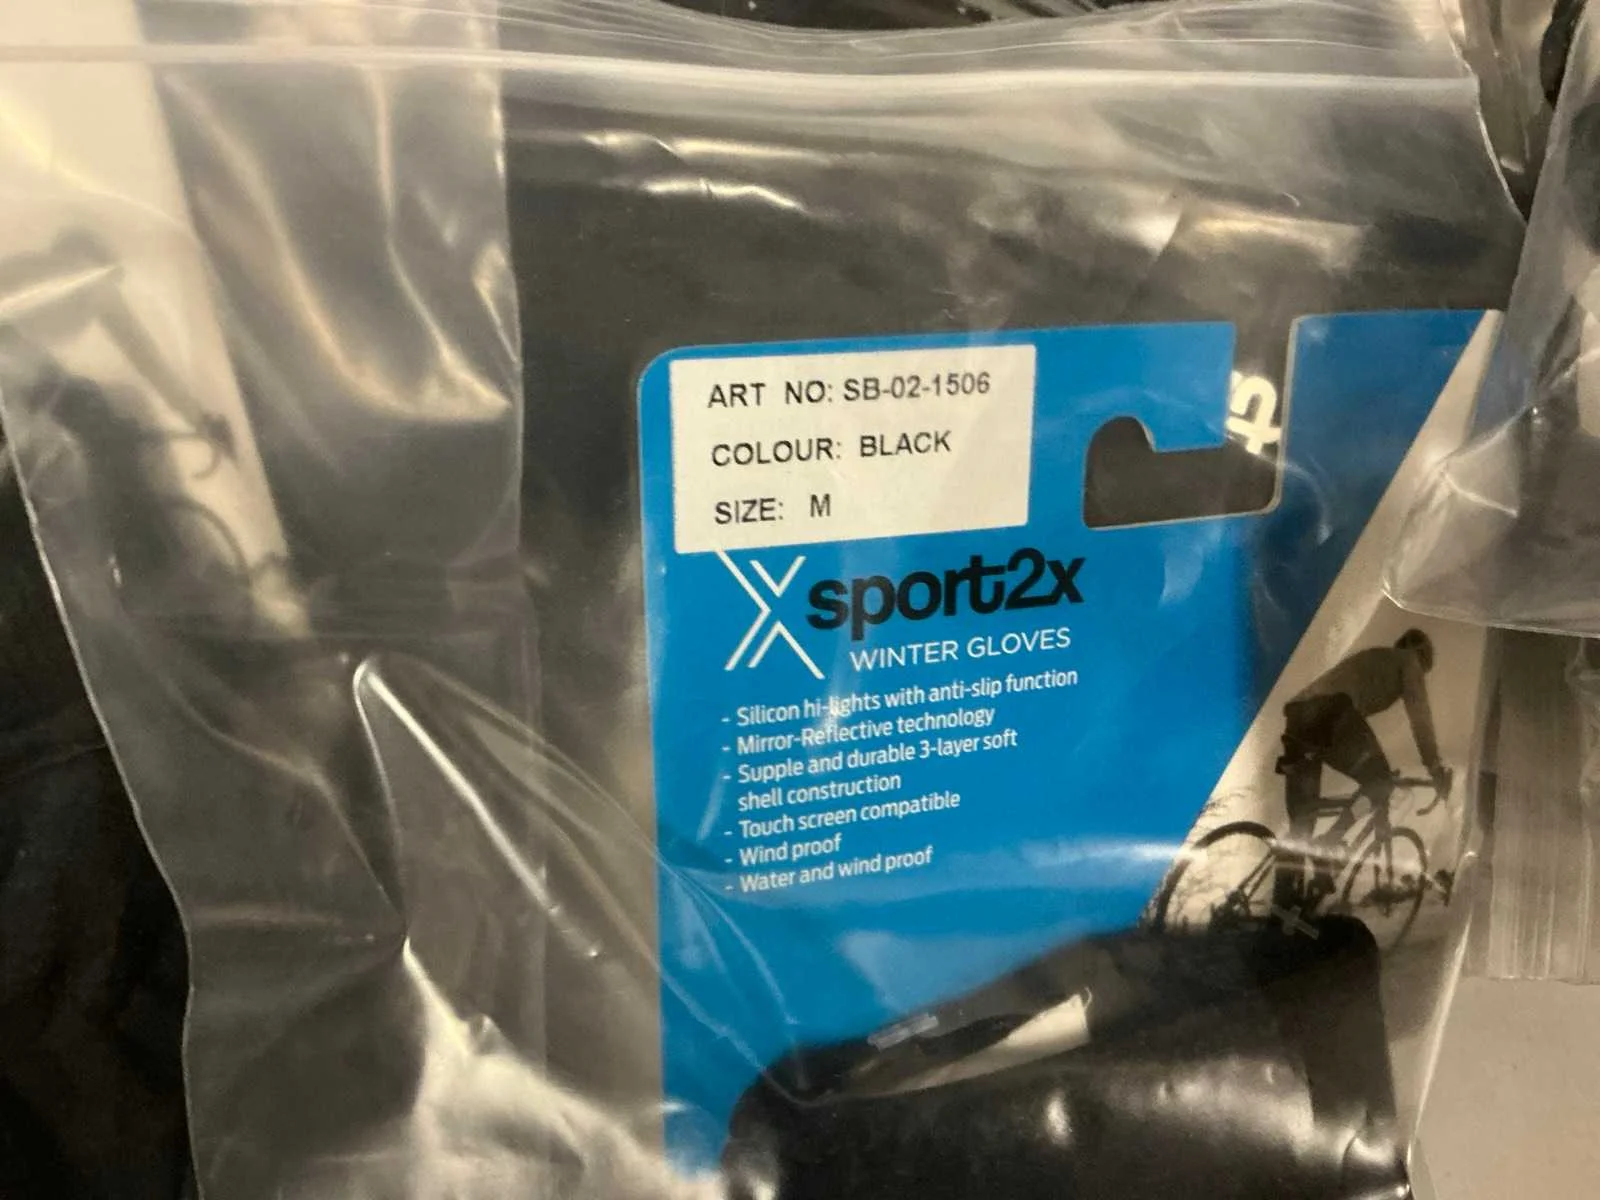 ART NO: SB-02-1506
COLOUR: BLACK
SIZE: M
sport2x
WINTER GLOVES
- Silicon hi-lights with anti-slip function
- Mirror-Reflective technology
- Supple and durable 3-layer soft
shell construction
- Touch screen compatible
- Wind proof
- Water and wind proof